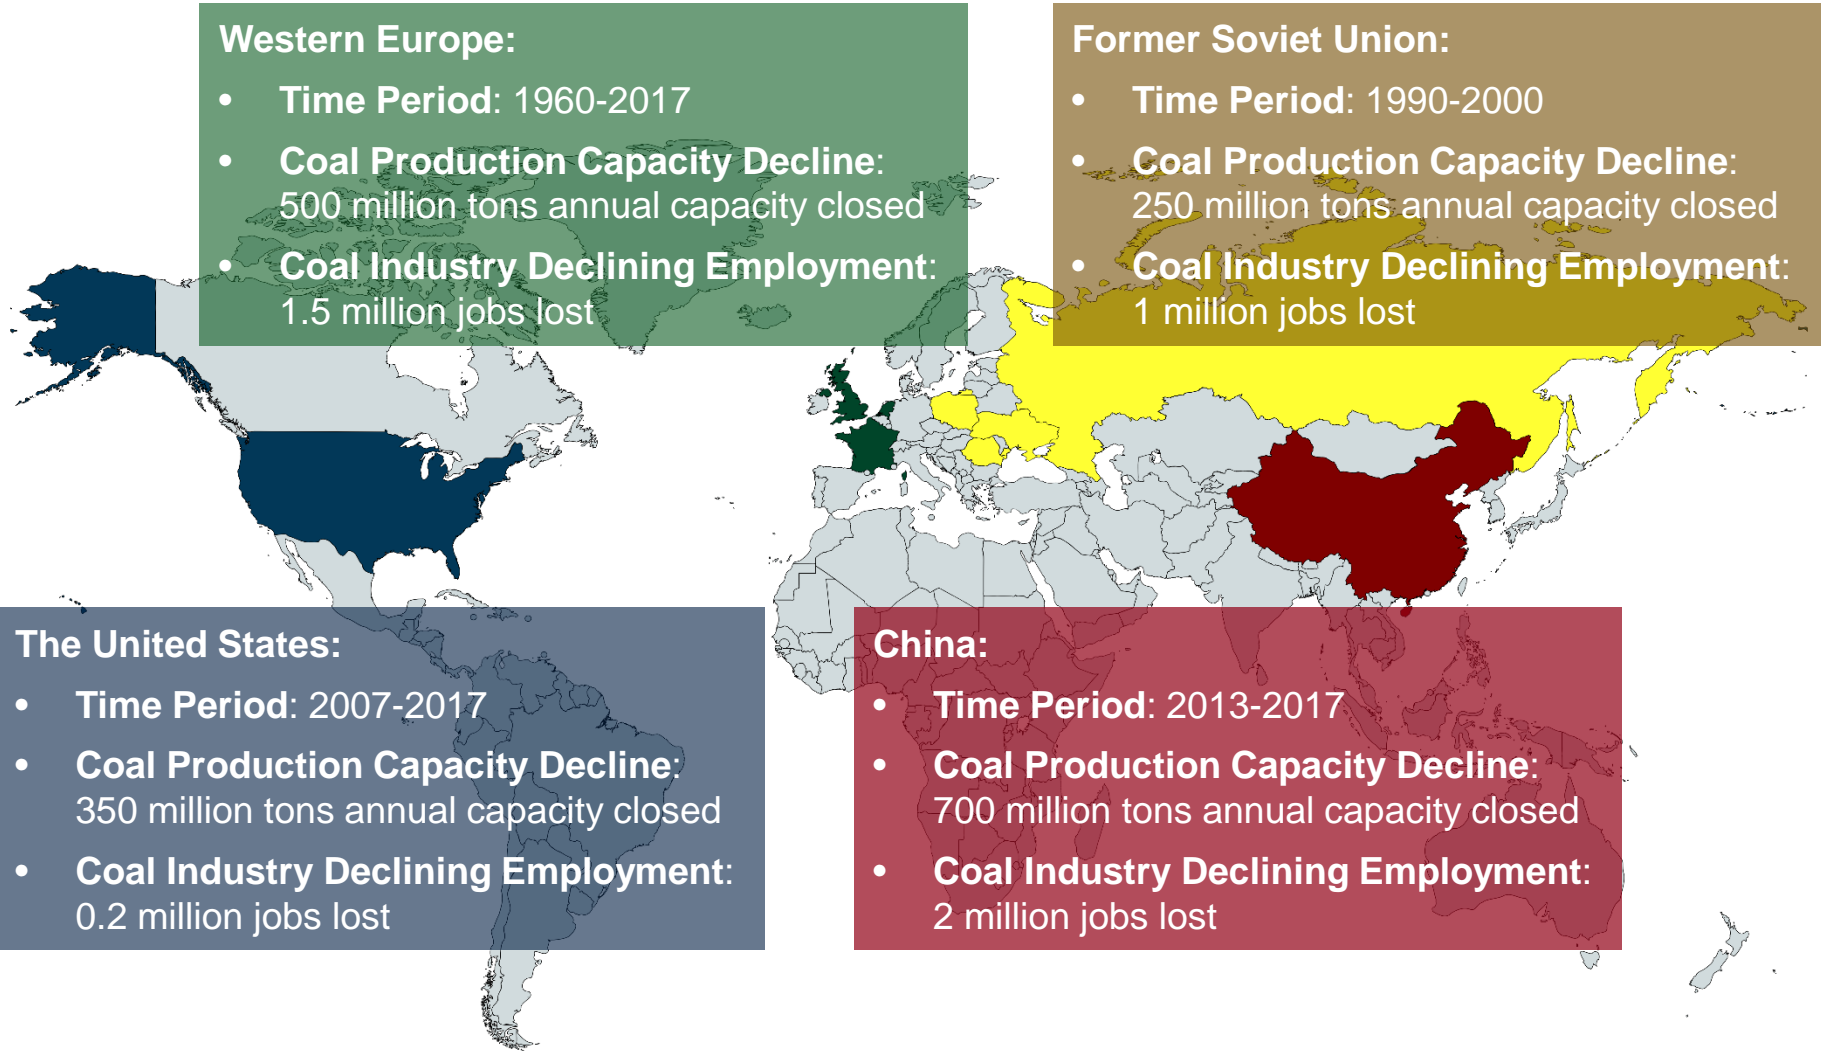 Western Europe:
• Time Period: 1960-2017
• Coal Production Capacity Decline:
500 million tons annual capacity closed
• Coal Industry Declining Employment:
1.5 million jobs lost
Former Soviet Union:
• Time Period: 1990-2000
• Coal Production Capacity Decline:
250 million tons annual capacity closed
• Coal Industry Declining Employment:
1 million jobs lost
The United States:
• Time Period: 2007-2017
• Coal Production Capacity Decline:
350 million tons annual capacity closed
• Coal Industry Declining Employment:
0.2 million jobs lost
China:
• Time Period: 2013-2017
• Coal Production Capacity Decline:
700 million tons annual capacity closed
• Coal Industry Declining Employment:
2 million jobs lost